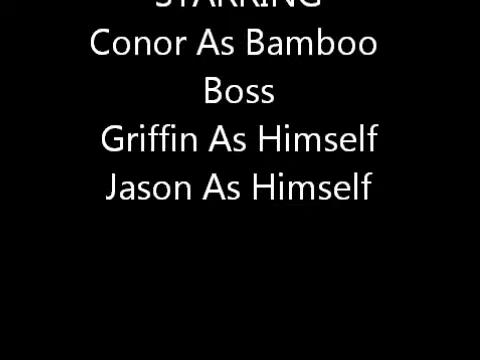 STARRING
Conor As Bamboo
Boss
Griffin As Himself
Jason As Himself